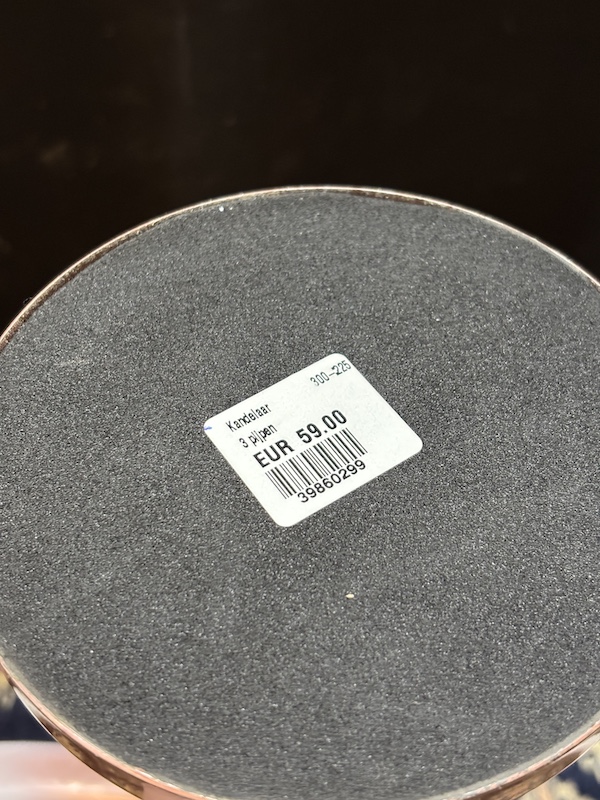 300-225
Kandelaar
3 pijpen
EUR 59.00
39860299